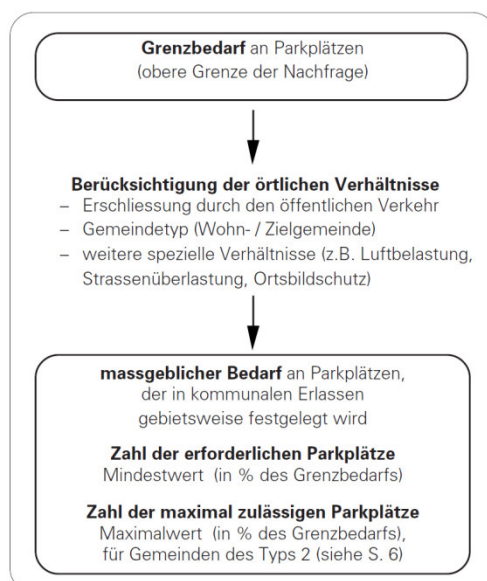 Grenzbedarf an Parkplätzen
(obere Grenze der Nachfrage)
Berücksichtigung der örtlichen Verhältnisse
– Erschliessung durch den öffentlichen Verkehr
– Gemeindetyp (Wohn- / Zielgemeinde)
– weitere spezielle Verhältnisse (z.B. Luftbelastung,
Strassenüberlastung, Ortsbildschutz)
massgeblicher Bedarf an Parkplätzen,
der in kommunalen Erlassen
gebietsweise festgelegt wird
Zahl der erforderlichen Parkplätze
Mindestwert (in % des Grenzbedarfs)
Zahl der maximal zulässigen Parkplätze
Maximalwert (in % des Grenzbedarfs),
für Gemeinden des Typs 2 (siehe S. 6)